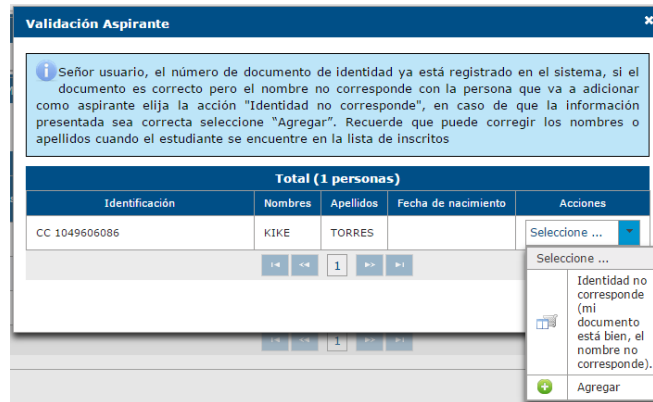 Validación Aspirante
Señor usuario, el número de documento de identidad ya está registrado en el sistema, si el
documento es correcto pero el nombre no corresponde con la persona que va a adicionar
como aspirante elija la acción "Identidad no corresponde", en caso de que la información
presentada sea correcta seleccione “Agregar”. Recuerde que puede corregir los nombres o
apellidos cuando el estudiante se encuentre en la lista de inscritos
Total (1 personas)
Identificación Nombres Apellidos Fecha de nacimiento Acciones
CC 1049606086 KIKE TORRES Seleccione ...
1
Seleccione ...
Identidad no
corresponde
(mi
documento
está bien, el
nombre no
corresponde).
1
Agregar